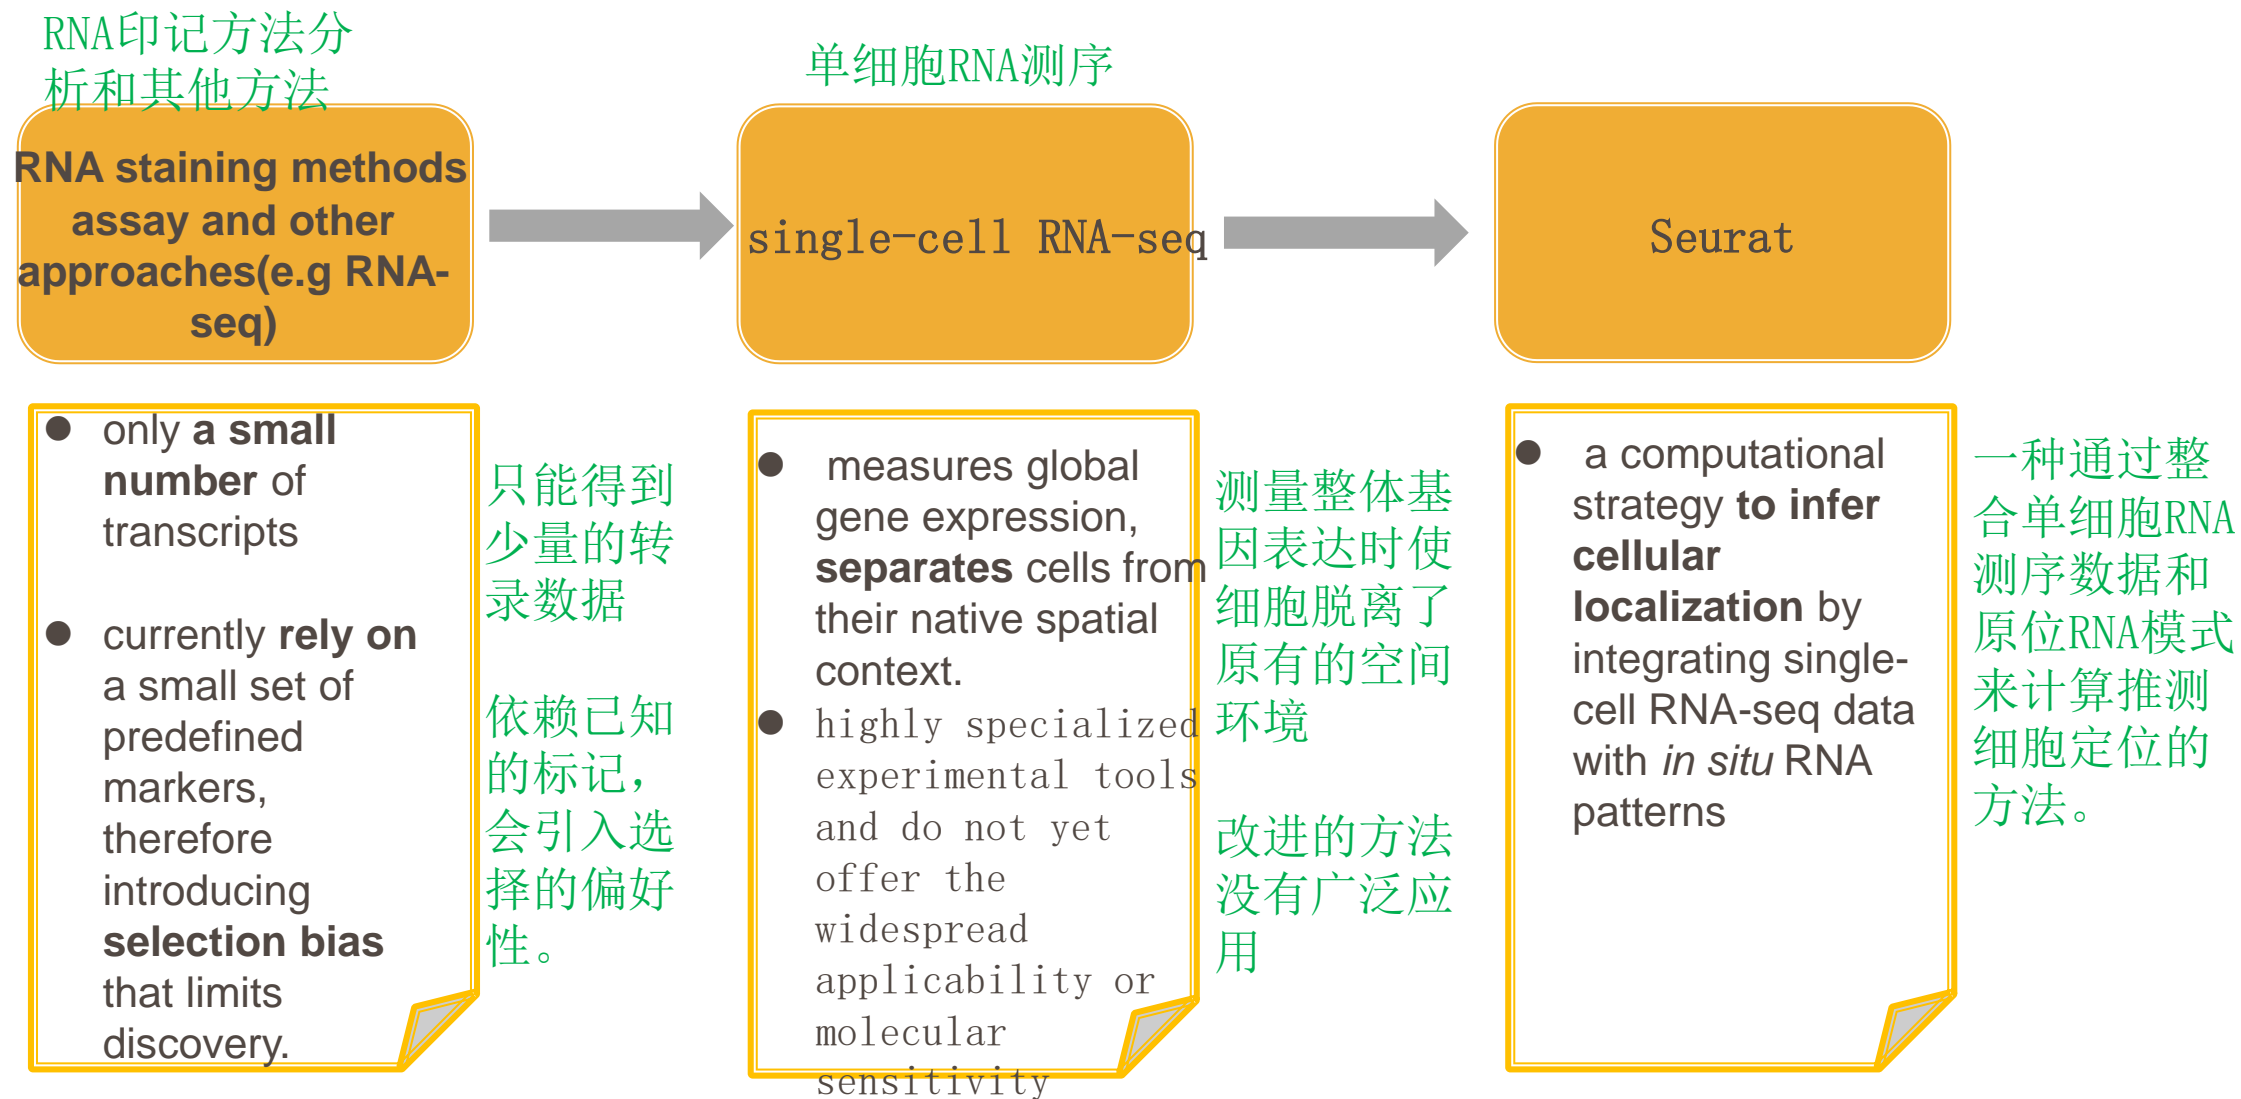 RNA印记方法分
析和其他方法
RNA staining methods
assay and other
approaches(e.g RNA-
seq)
单细胞RNA测序
single-cell RNA-seq
Seurat
● only a small
number of
transcripts
● currently rely on
a small set of
predefined
markers,
therefore
introducing
selection bias
that limits
discovery.
只能得到
少量的转
录数据
依赖已知
的标记，
会引入选
择的偏好
性。
● measures global
gene expression,
separates cells from
their native spatial
context.
● highly specialized
experimental tools
and do not yet
offer the
widespread
applicability or
molecular
sensitivity
测量整体基
因表达时使
细胞脱离了
原有的空间
环境
改进的方法
没有广泛应
用
● a computational
strategy to infer
cellular
localization by
integrating single-
cell RNA-seq data
with in situ RNA
patterns
一种通过整
合单细胞RNA
测序数据和
原位RNA模式
来计算推测
细胞定位的
方法。